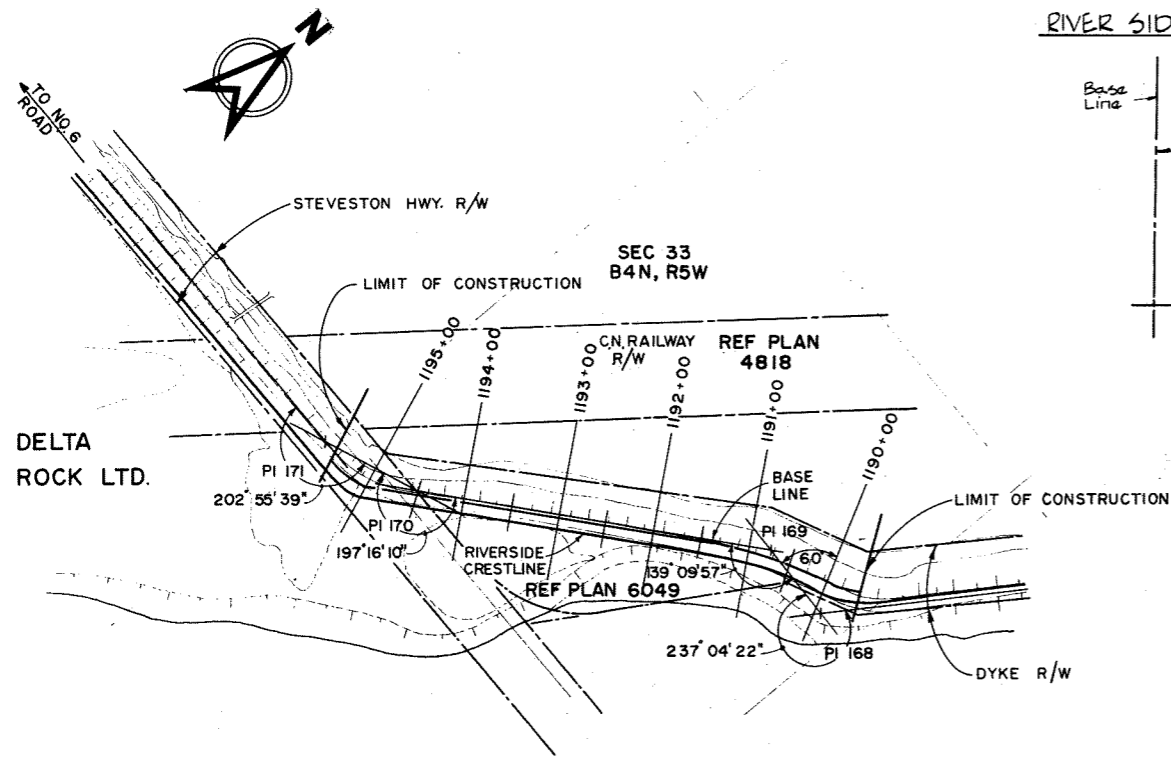 RIVER SID
N
TO NO. 6
ROAD
Base
Line
STEVESTON HWY. R/W
SEC 33
B4N, R5W
LIMIT OF CONSTRUCTION
1195+00
1194+00
1193+00
C.N. RAILWAY
R/W
1192+00
REF PLAN
4818
1191+00
1190+00
DELTA
ROCK LTD.
PI 171
202° 55' 39"
PI 170
197° 16' 10"
BASE
LINE
LIMIT OF CONSTRUCTION
PI 169
60'
RIVERSIDE
CRESTLINE
139° 09' 57"
REF PLAN 6049
237° 04' 22"
PI 168
DYKE R/W